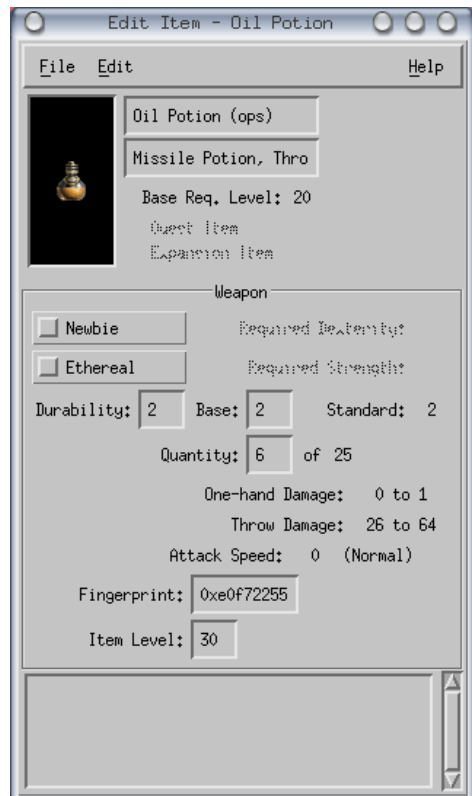 Edit Item - Oil Potion
File Edit Help
Oil Potion (ops)
Missile Potion, Thro
Base Req. Level: 20
Quest Item
Expansion Item
Weapon
Newbie Required Dexterity:
Ethereal Required Strength:
Durability: 2 Base: 2 Standard: 2
Quantity: 6 of 25
One-hand Damage: 0 to 1
Throw Damage: 26 to 64
Attack Speed: 0 (Normal)
Fingerprint: 0xe0f72255
Item Level: 30